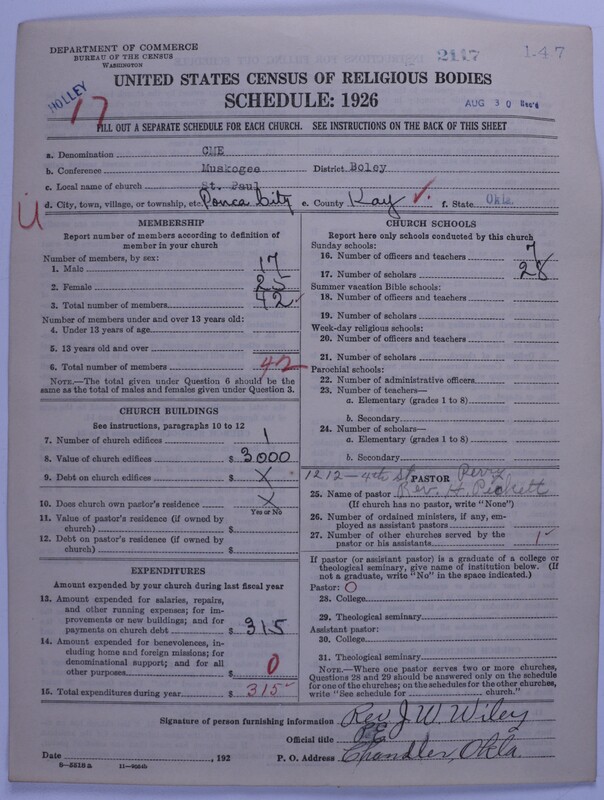 DEPARTMENT OF COMMERCE
BUREAU OF THE CENSUS
WASHINGTON
2117
1-47
UNITED STATES CENSUS OF RELIGIOUS BODIES
HOLLEY
17
SCHEDULE: 1926
AUG 30
FILL OUT A SEPARATE SCHEDULE FOR EACH CHURCH. SEE INSTRUCTIONS ON THE BACK OF THIS SHEET
a. Denomination CME
b. Conference Muskogee District Boley
c. Local name of church St. Paul
d. City, town, village, or township, etc. Ponca City e. County Kay f. State Okla.
MEMBERSHIP
Report number of members according to definition of
member in your church
Number of members, by sex:
1. Male 17
2. Female 25
3. Total number of members 42
Number of members under and over 13 years old:
4. Under 13 years of age
5. 13 years old and over
6. Total number of members 42
NOTE.—The total given under Question 6 should be
the same as the total of males and females given under Question 3.
CHURCH BUILDINGS
See instructions, paragraphs 10 to 12
7. Number of church edifices 1
8. Value of church edifices $ 3000
9. Debt on church edifices $ X
10. Does church own pastor's residence X
Yes or No
11. Value of pastor's residence (if owned by
church) $
12. Debt on pastor's residence (if owned by
church) $
EXPENDITURES
Amount expended by your church during last fiscal year
13. Amount expended for salaries, repairs,
and other running expenses; for im-
provements or new buildings; and for
payments on church debt $ 315
14. Amount expended for benevolences, in-
cluding home and foreign missions; for
denominational support; and for all
other purposes $ 0
15. Total expenditures during year $ 315
CHURCH SCHOOLS
Report here only schools conducted by this church
Sunday schools:
16. Number of officers and teachers 7
17. Number of scholars 28
Summer vacation Bible schools:
18. Number of officers and teachers
19. Number of scholars
Week-day religious schools:
20. Number of officers and teachers
21. Number of scholars
Parochial schools:
22. Number of administrative officers
23. Number of teachers—
a. Elementary (grades 1 to 8)
b. Secondary
24. Number of scholars—
a. Elementary (grades 1 to 8)
b. Secondary
1212-4th St. PASTOR Perry
25. Name of pastor Rev. H. Pickett
(If church has no pastor, write "None")
26. Number of ordained ministers, if any, em-
ployed as assistant pastors
27. Number of other churches served by the
pastor or his assistants 1
If pastor (or assistant pastor) is a graduate of a college or
theological seminary, give name of institution below. (If
not a graduate, write "No" in the space indicated.)
Pastor: O
28. College
29. Theological seminary
Assistant pastor:
30. College
31. Theological seminary
NOTE.—Where one pastor serves two or more churches,
Questions 28 and 29 should be answered only on the schedule
for one of the churches; on the schedules for the other churches,
write "See schedule for church."
Signature of person furnishing information Rev J. W. Wiley
Official title PE
Date , 192 P. O. Address Chandler, Okla.